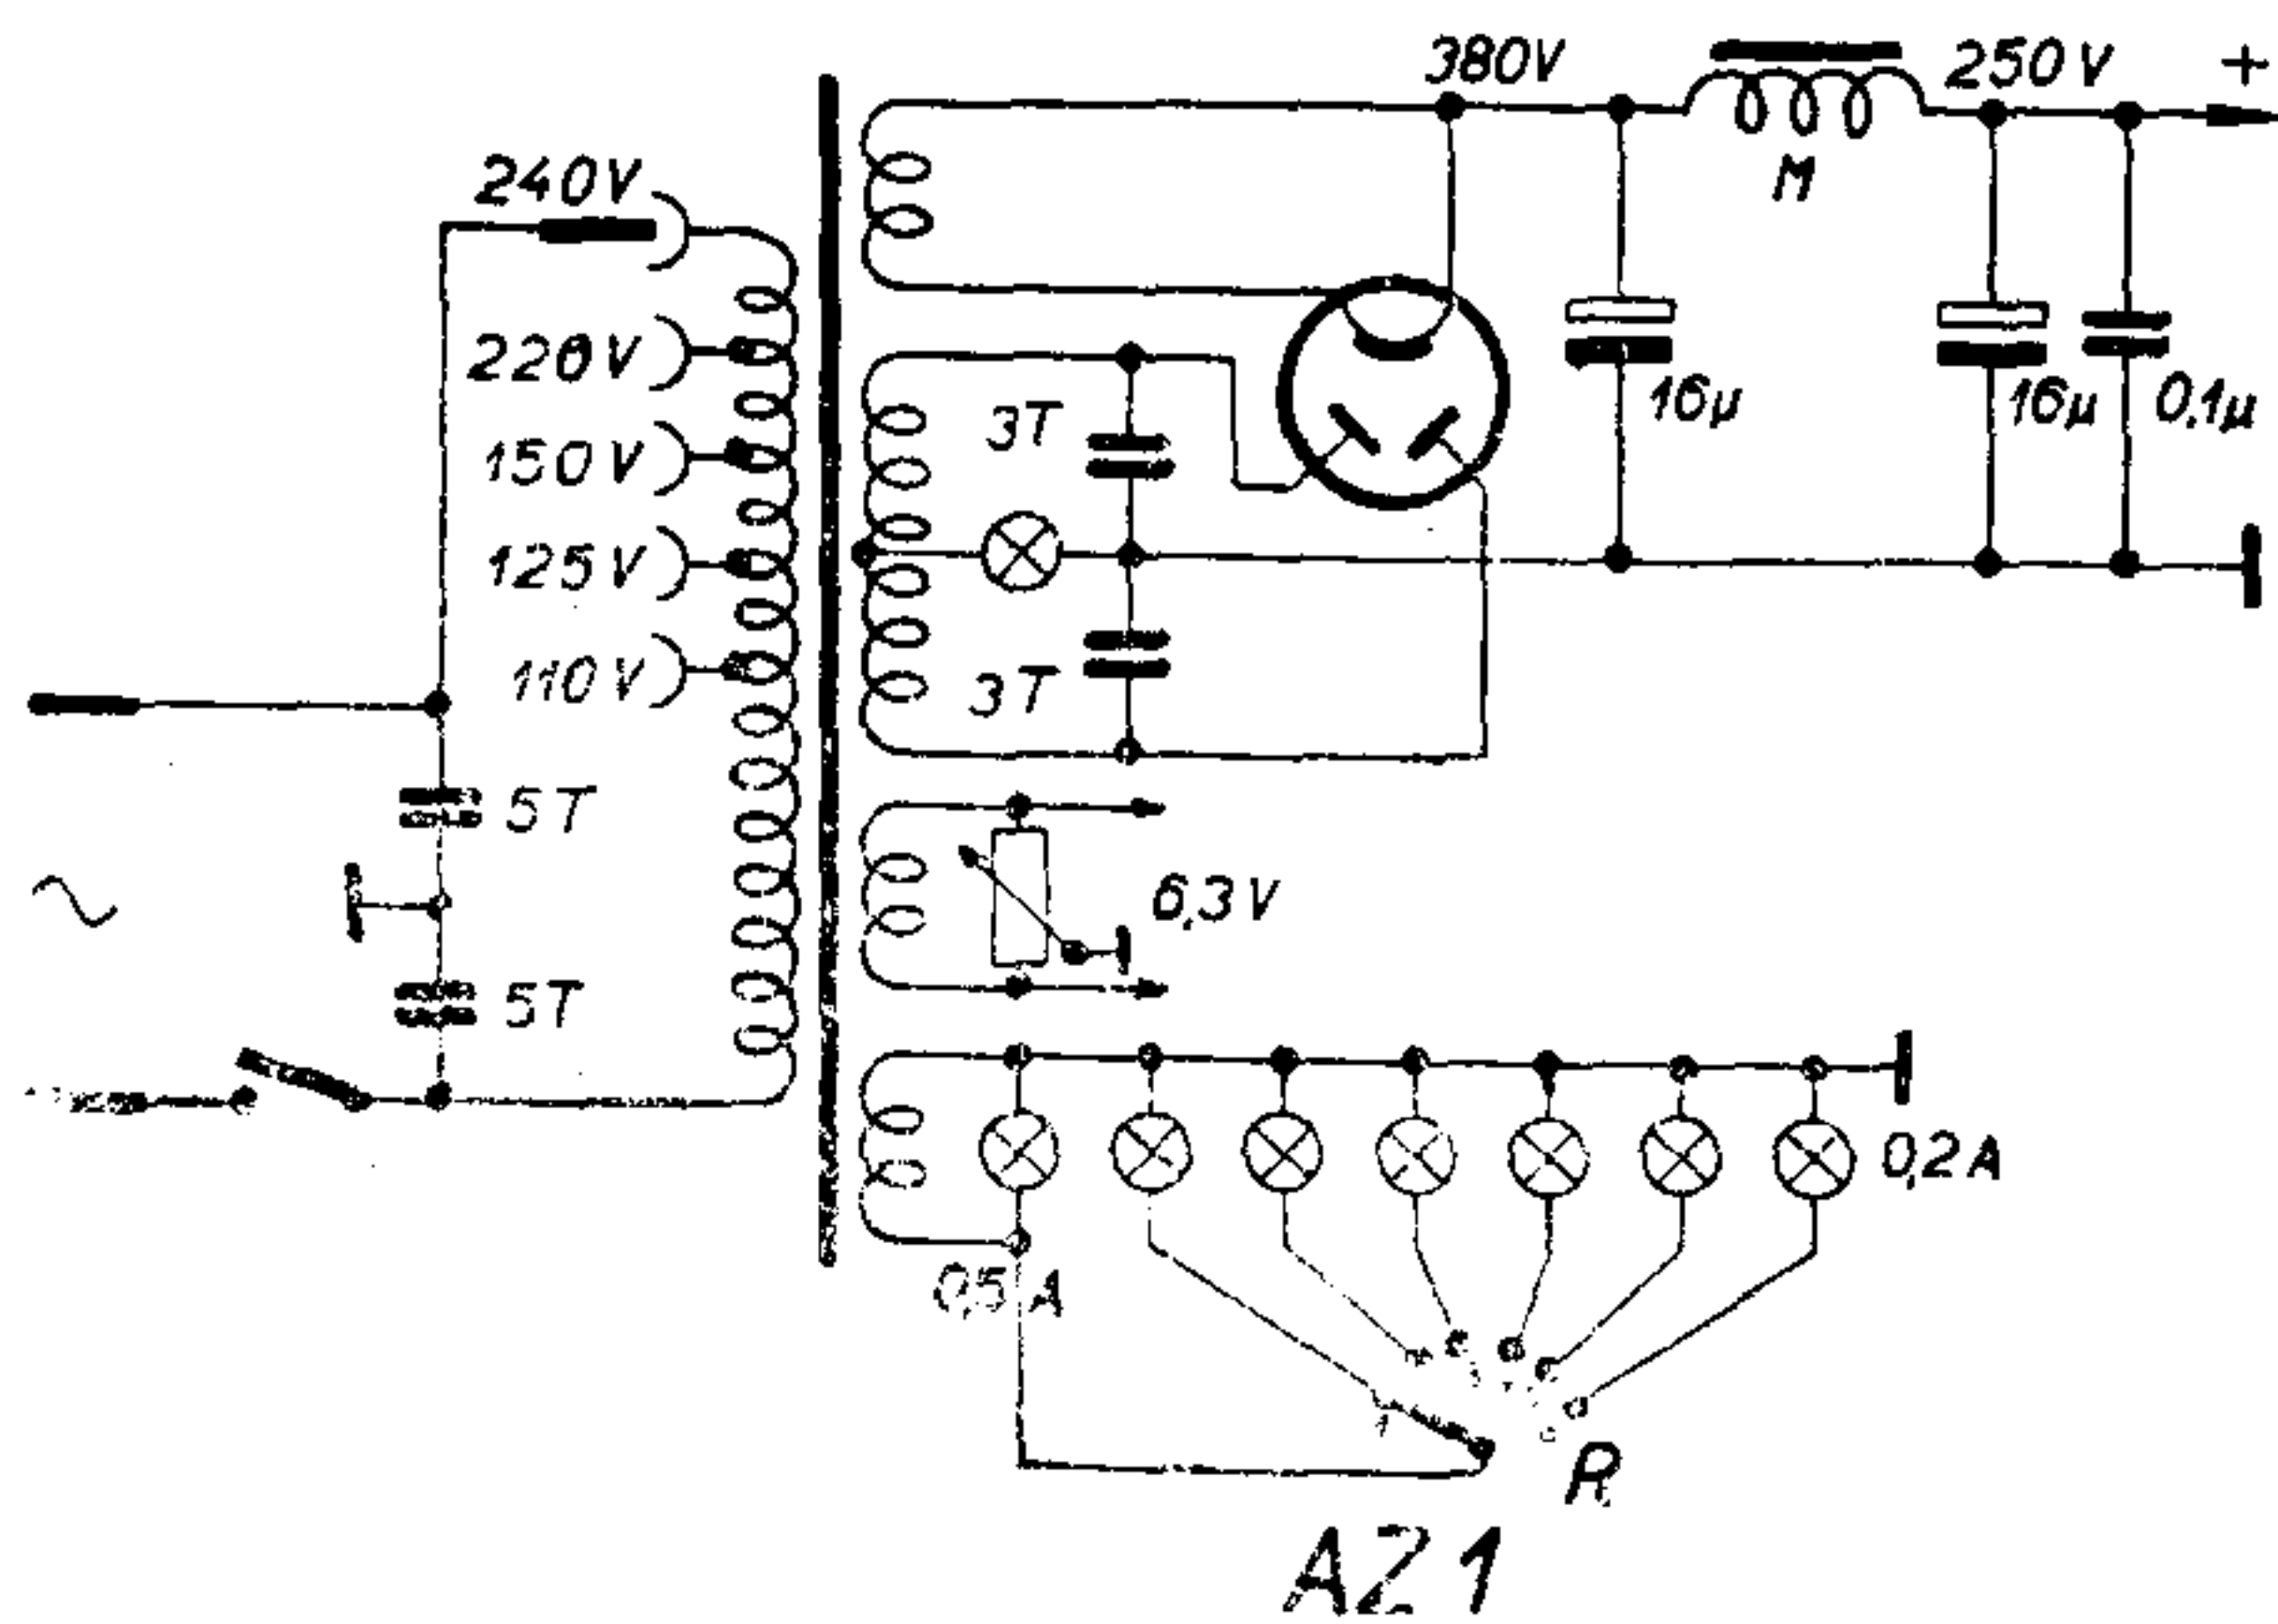 380V
250V +
240V
M
220V
16µ
16µ
0,1µ
3T
150V
125V
110V
3T
5T
6,3V
5T
0,2A
0,5A
R
AZ1